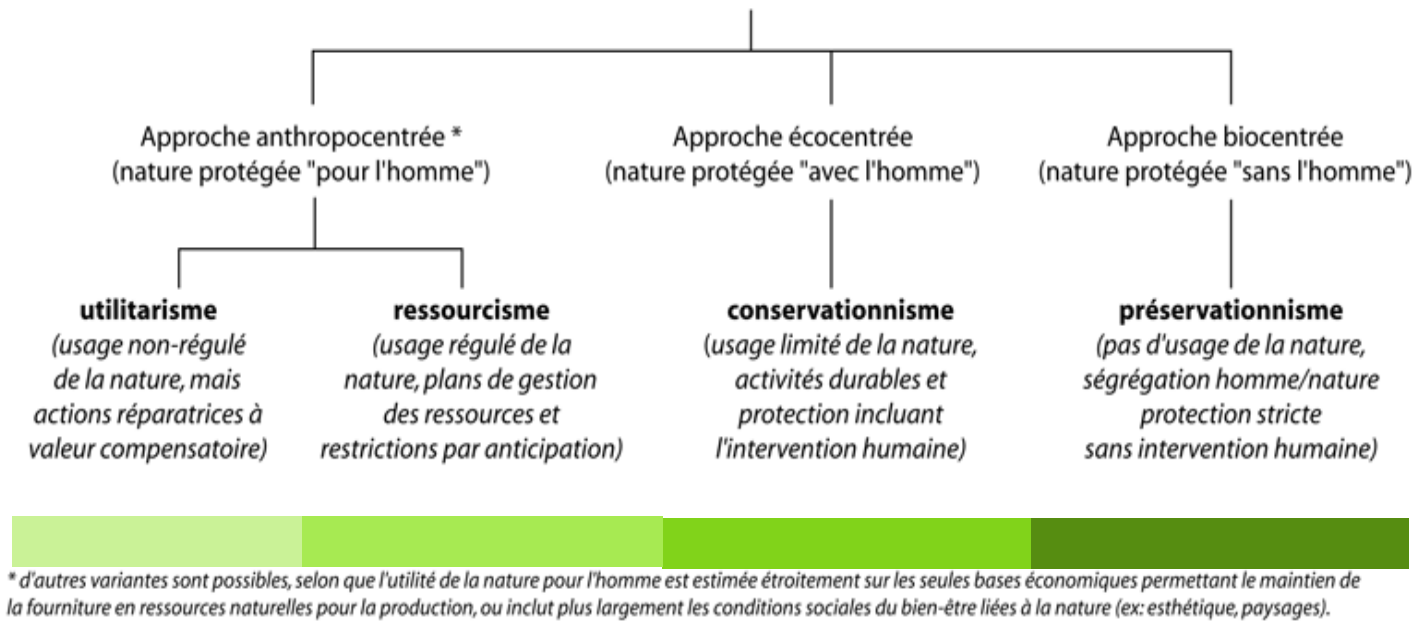 Approche anthropocentrée *
(nature protégée "pour l'homme")
Approche écocentrée
(nature protégée "avec l'homme")
Approche biocentrée
(nature protégée "sans l'homme")
utilitarisme
(usage non-régulé
de la nature, mais
actions réparatrices à
valeur compensatoire)
ressourcisme
(usage régulé de la
nature, plans de gestion
des ressources et
restrictions par anticipation)
conservationnisme
(usage limité de la nature,
activités durables et
protection incluant
l'intervention humaine)
préservationnisme
(pas d'usage de la nature,
ségrégation homme/nature
protection stricte
sans intervention humaine)
* d'autres variantes sont possibles, selon que l'utilité de la nature pour l'homme est estimée étroitement sur les seules bases économiques permettant le maintien de
la fourniture en ressources naturelles pour la production, ou inclut plus largement les conditions sociales du bien-être liées à la nature (ex: esthétique, paysages).